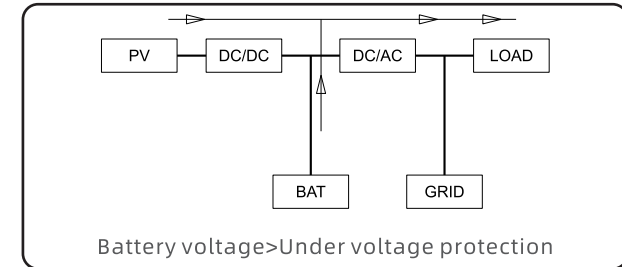 PV DC/DC DC/AC LOAD
BAT GRID
Battery voltage>Under voltage protection